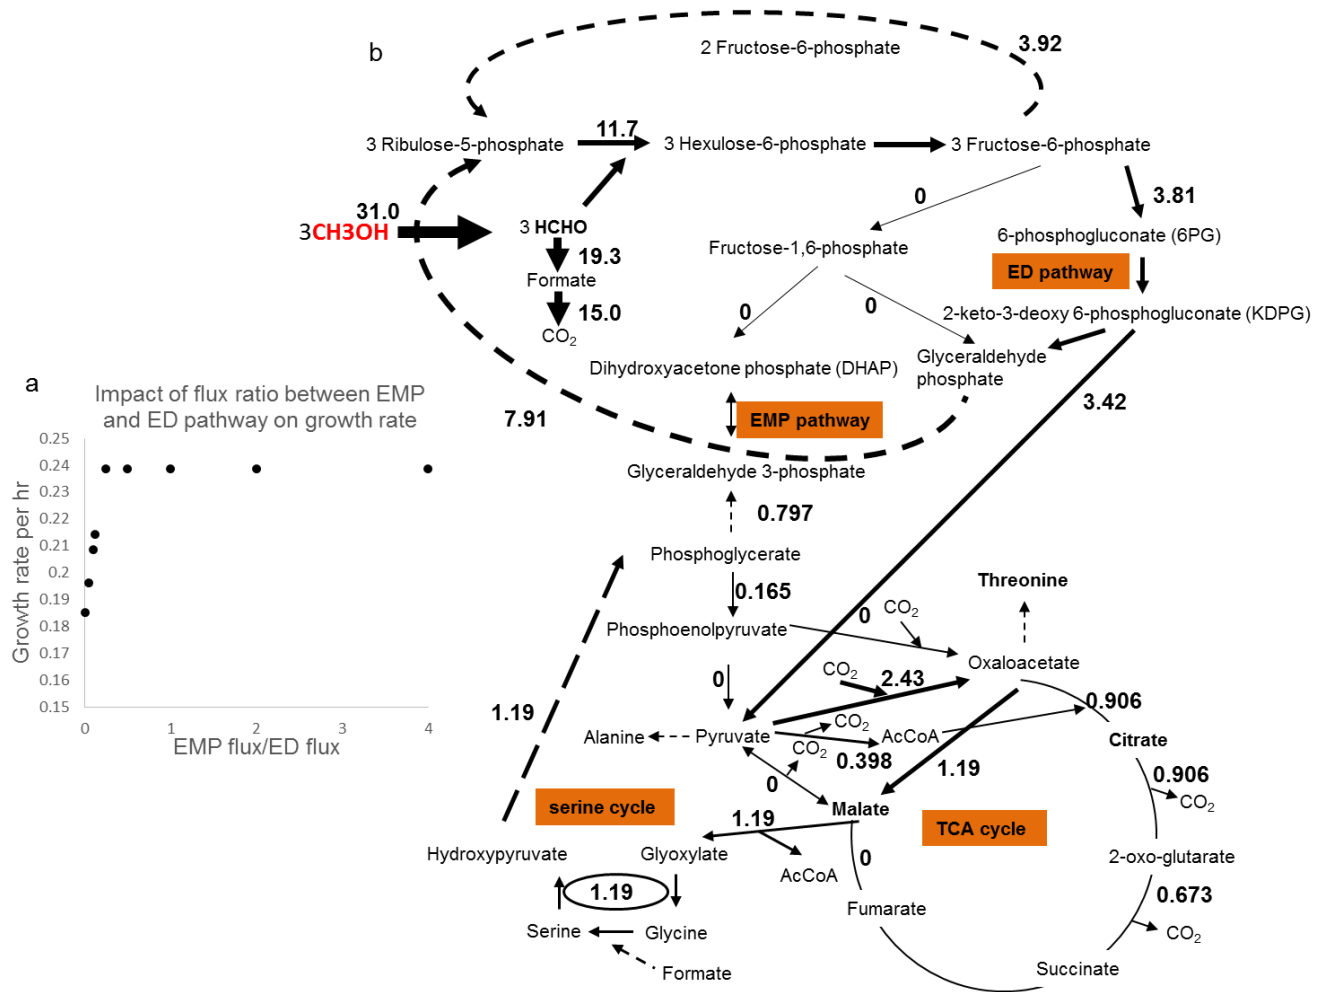 b
2 Fructose-6-phosphate
3.92
3 Ribulose-5-phosphate
11.7
3 Hexulose-6-phosphate
3 Fructose-6-phosphate
0
3.81
31.0
3CH3OH
3 HCHO
19.3
Formate
15.0
CO2
Fructose-1,6-phosphate
6-phosphogluconate (6PG)
ED pathway
0
0
2-keto-3-deoxy 6-phosphogluconate (KDPG)
Glyceraldehyde
phosphate
Dihydroxyacetone phosphate (DHAP)
3.42
7.91
EMP pathway
Glyceraldehyde 3-phosphate
0.797
Phosphoglycerate
0.165
Phosphoenolpyruvate
0
CO2
Threonine
Oxaloacetate
0
CO2
2.43
0.906
1.19
Alanine
Pyruvate
CO2
CO2
AcCoA
0.398
1.19
Citrate
0
0.906
CO2
serine cycle
Malate
TCA cycle
1.19
Hydroxypyruvate
Glyoxylate
AcCoA
0
2-oxo-glutarate
1.19
0.673
Fumarate
CO2
Serine
Glycine
Formate
Succinate
a
Impact of flux ratio between EMP
and ED pathway on growth rate
Growth rate per hr
0.25
0.24
0.23
0.22
0.21
0.2
0.19
0.18
0.17
0.16
0.15
0
1
2
3
4
EMP flux/ED flux